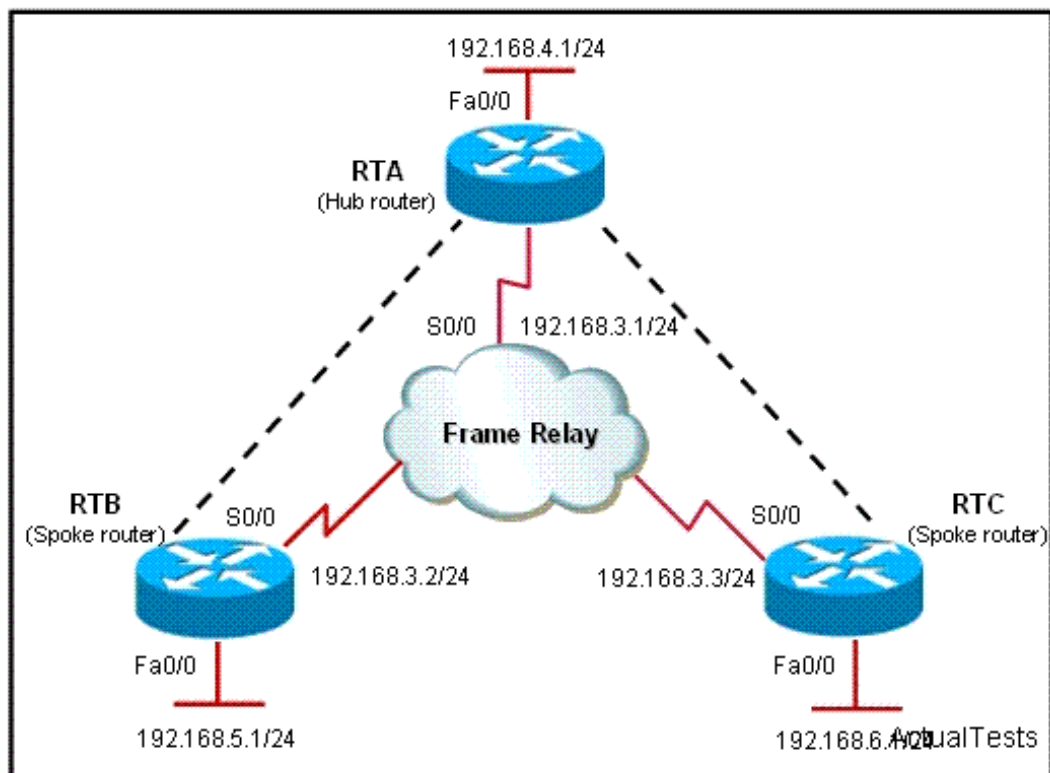 192.168.4.1/24
Fa0/0
RTA
(Hub router)
S0/0 192.168.3.1/24
Frame Relay
RTB
(Spoke router)
S0/0
192.168.3.2/24
Fa0/0
192.168.5.1/24
RTC
(Spoke router)
S0/0
192.168.3.3/24
Fa0/0
ActualTests